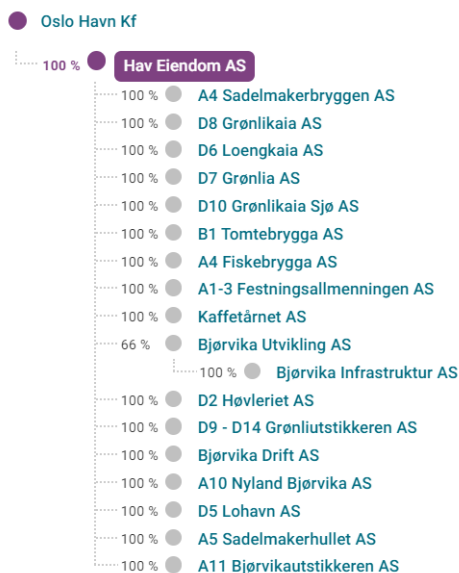 Oslo Havn Kf
100 % Hav Eiendom AS
100 % A4 Sadelmakerbryggen AS
100 % D8 Grønlikaia AS
100 % D6 Loengkaia AS
100 % D7 Grønlia AS
100 % D10 Grønlikaia Sjø AS
100 % B1 Tomtebrygga AS
100 % A4 Fiskebrygga AS
100 % A1-3 Festningsallmenningen AS
100 % Kaffetårnet AS
66 % Bjørvika Utvikling AS
100 % Bjørvika Infrastruktur AS
100 % D2 Høvleriet AS
100 % D9 - D14 Grønliutstikkeren AS
100 % Bjørvika Drift AS
100 % A10 Nyland Bjørvika AS
100 % D5 Lohavn AS
100 % A5 Sadelmakerhullet AS
100 % A11 Bjørvikautstikkeren AS